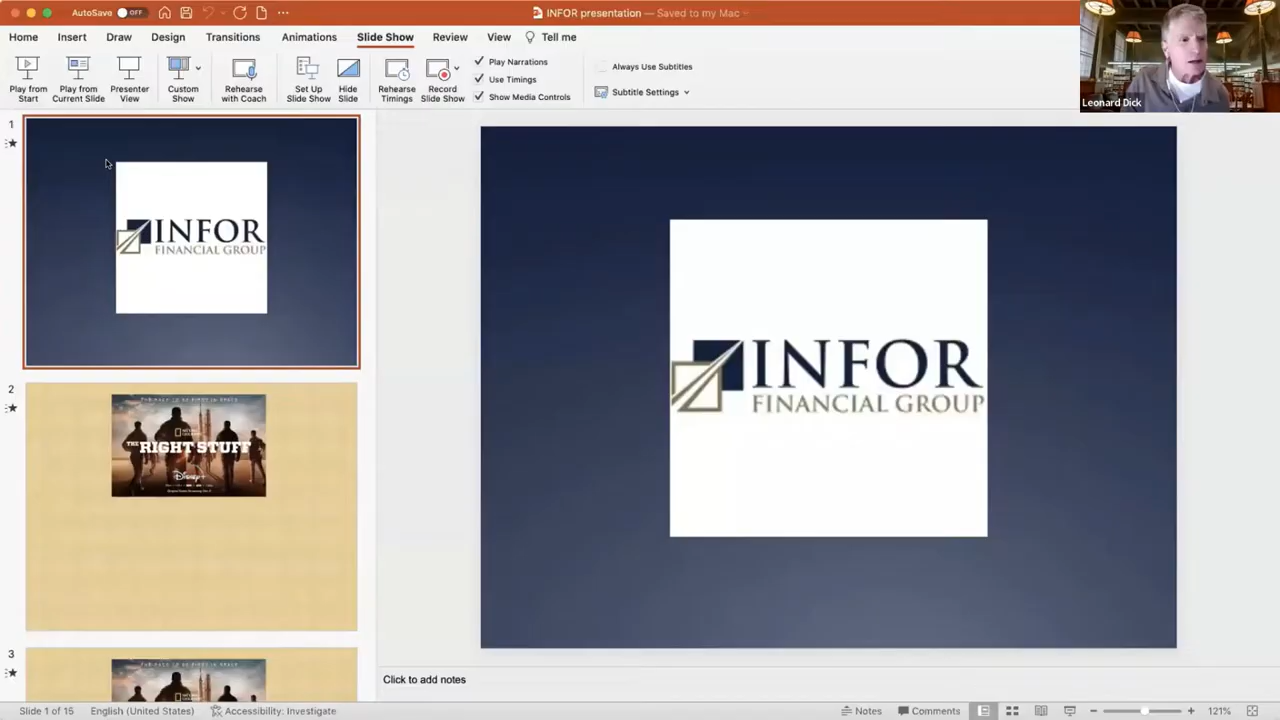 AutoSave OFF
INFOR presentation — Saved to my Mac
Home Insert Draw Design Transitions Animations Slide Show Review View Tell me
Play from Start
Play from Current Slide
Presenter View
Custom Show
Rehearse with Coach
Set Up Slide Show
Hide Slide
Rehearse Timings
Record Slide Show
Play Narrations
Use Timings
Show Media Controls
Always Use Subtitles
Subtitle Settings
Leonard Dick
1
INFOR
FINANCIAL GROUP
2
NATIONAL GEOGRAPHIC
THE RIGHT STUFF
Disney+
3
INFOR
FINANCIAL GROUP
Click to add notes
Slide 1 of 15 English (United States) Accessibility: Investigate Notes Comments 121%